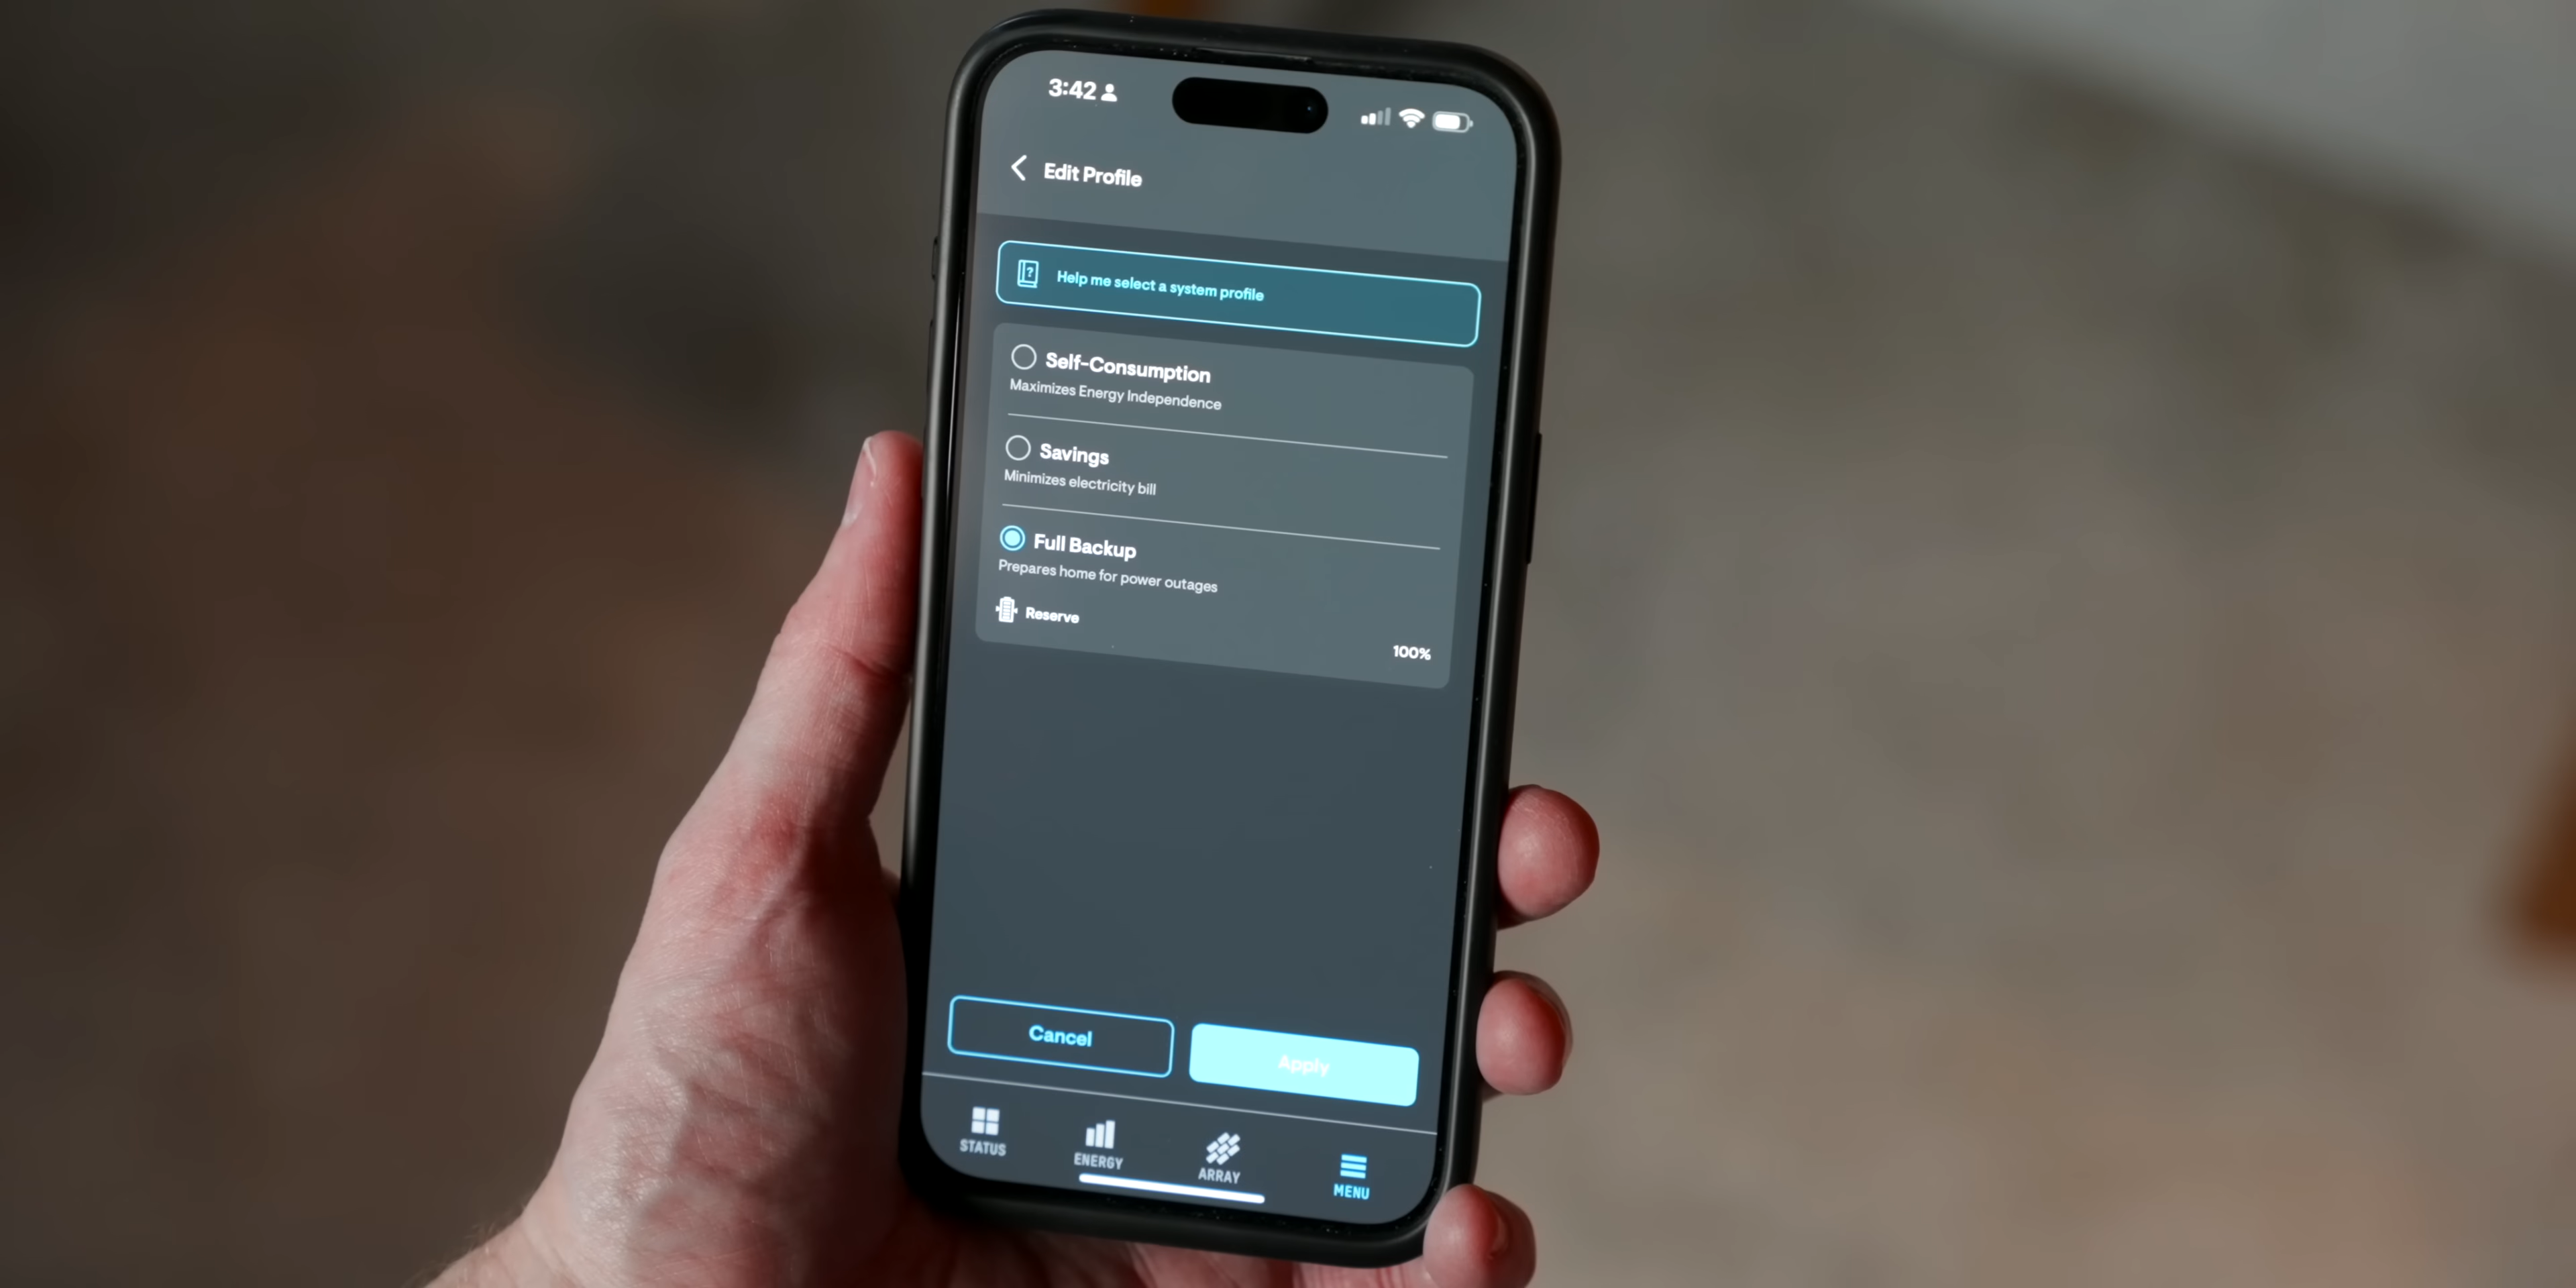 3:42
Edit Profile
Help me select a system profile
Self-Consumption
Maximizes Energy Independence
Savings
Minimizes electricity bill
Full Backup
Prepares home for power outages
Reserve
100%
Cancel
Apply
STATUS
ENERGY
ARRAY
MENU